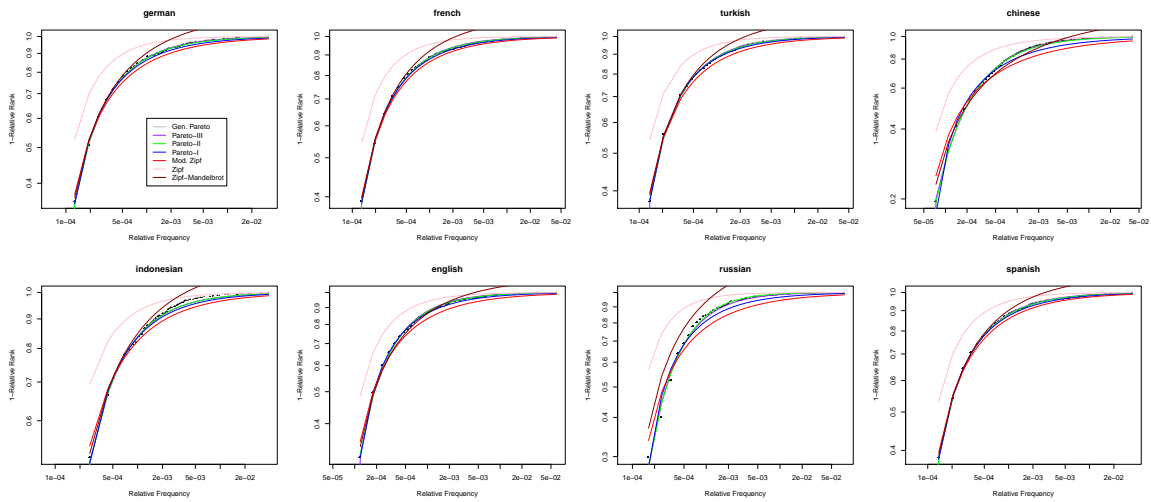 german
french
turkish
chinese
1−Relative Rank
0.4 0.5 0.6 0.7 0.8 0.9 1.0
1−Relative Rank
0.4 0.5 0.6 0.7 0.8 0.9 1.0
1−Relative Rank
0.4 0.5 0.6 0.7 0.8 0.9 1.0
1−Relative Rank
0.2 0.4 0.6 0.8 1.0
Gen. Pareto
Pareto−III
Pareto−II
Pareto−I
Mod. Zipf
Zipf
Zipf−Mandelbrot
1e−04 5e−04 2e−03 5e−03 2e−02
1e−04 5e−04 2e−03 5e−03 2e−02 5e−02
1e−04 5e−04 2e−03 5e−03 2e−02 5e−02
5e−05 2e−04 5e−04 2e−03 5e−03 2e−02 5e−02
Relative Frequency
Relative Frequency
Relative Frequency
Relative Frequency
indonesian
english
russian
spanish
1−Relative Rank
0.6 0.7 0.8 0.9 1.0
1−Relative Rank
0.4 0.5 0.6 0.7 0.8 0.9
1−Relative Rank
0.3 0.4 0.5 0.6 0.7 0.8 0.9
1−Relative Rank
0.4 0.5 0.6 0.7 0.8 0.9 1.0
1e−04 5e−04 2e−03 5e−03 2e−02 5e−02
5e−05 2e−04 5e−04 2e−03 5e−03 2e−02 5e−02
1e−04 5e−04 2e−03 5e−03 2e−02 5e−02
1e−04 5e−04 2e−03 5e−03 2e−02 5e−02
Relative Frequency
Relative Frequency
Relative Frequency
Relative Frequency